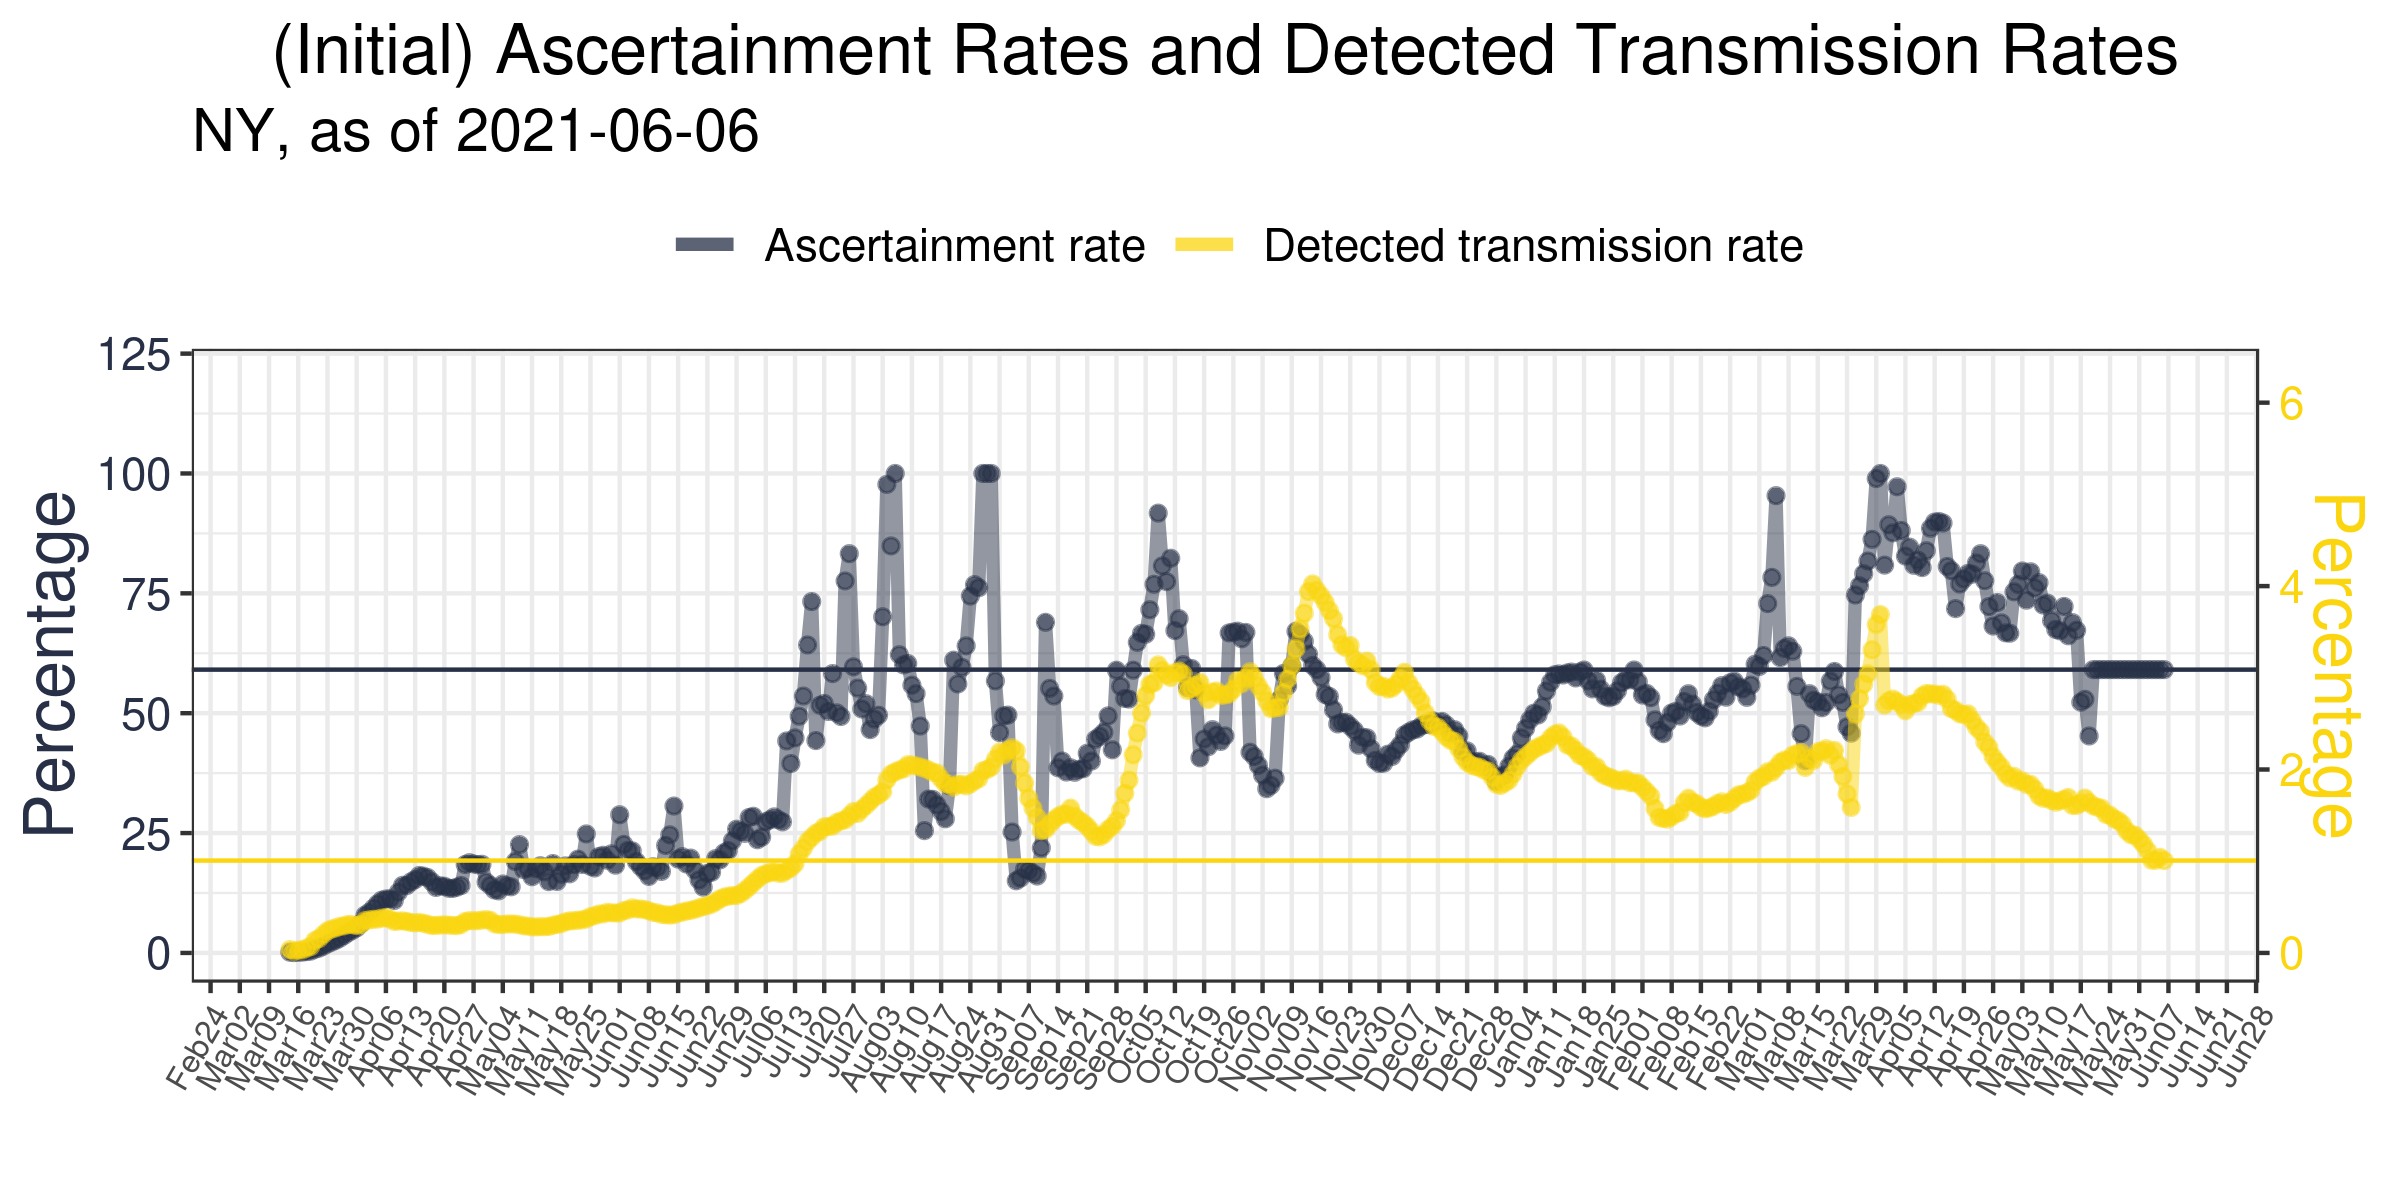 (Initial) Ascertainment Rates and Detected Transmission Rates
NY, as of 2021-06-06
Ascertainment rate
Detected transmission rate
125
100
75
50
25
0
Percentage
6
4
2
0
Percentage
Feb24
Mar02
Mar09
Mar16
Mar23
Mar30
Apr06
Apr13
Apr20
Apr27
May04
May11
May18
May25
Jun01
Jun08
Jun15
Jun22
Jun29
Jul06
Jul13
Jul20
Jul27
Aug03
Aug10
Aug17
Aug24
Aug31
Sep07
Sep14
Sep21
Sep28
Oct05
Oct12
Oct19
Oct26
Nov02
Nov09
Nov16
Nov23
Nov30
Dec07
Dec14
Dec21
Dec28
Jan04
Jan11
Jan18
Jan25
Feb01
Feb08
Feb15
Feb22
Mar01
Mar08
Mar15
Mar22
Mar29
Apr05
Apr12
Apr19
Apr26
May03
May10
May17
May24
May31
Jun07
Jun14
Jun21
Jun28